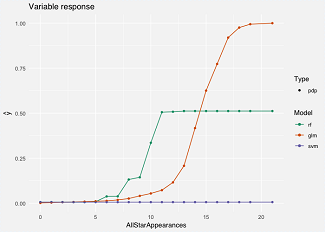 Variable response
1.00
0.75
0.50
0.25
0.00
ŷ
0
5
10
15
20
AllStarAppearances
Type
pdp
Model
rf
glm
svm